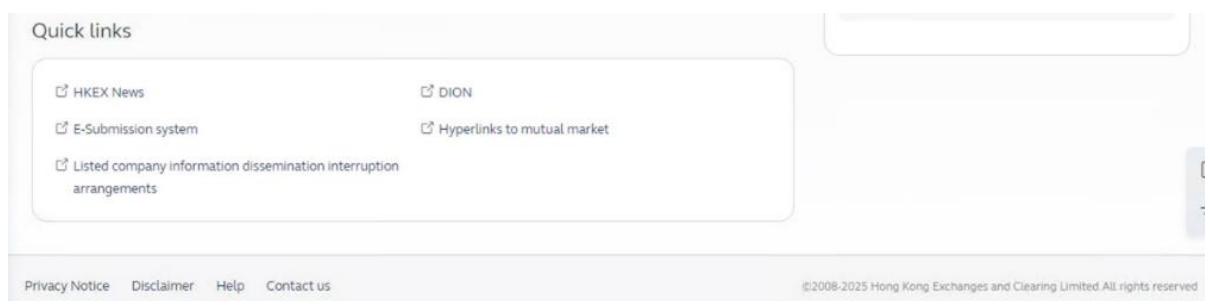 Quick links
HKEX News
DION
E-Submission system
Hyperlinks to mutual market
Listed company information dissemination interruption
arrangements
Privacy Notice Disclaimer Help Contact us
©2008-2025 Hong Kong Exchanges and Clearing Limited.All rights reserved